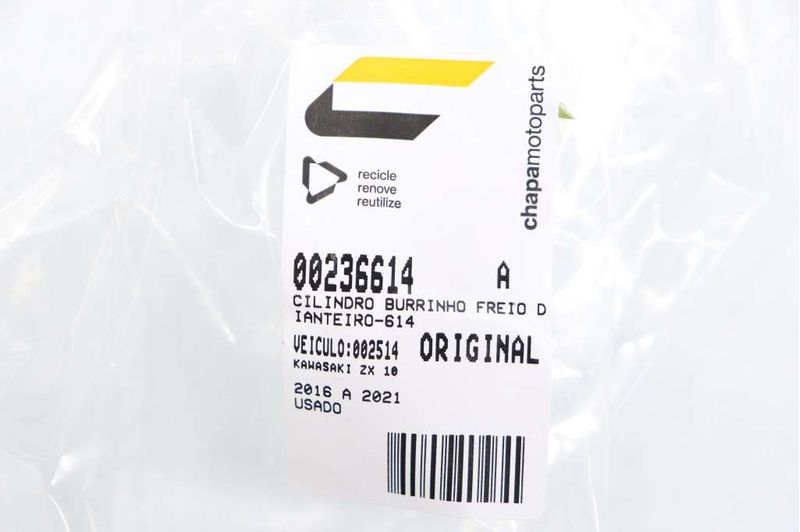 chapamotoparts
recicle
renove
reutilize
00236614 A
CILINDRO BURRINHO FREIO D
IANTEIRO-614
VEICULO:002514 ORIGINAL
KAWASAKI ZX 10
2016 A 2021
USADO